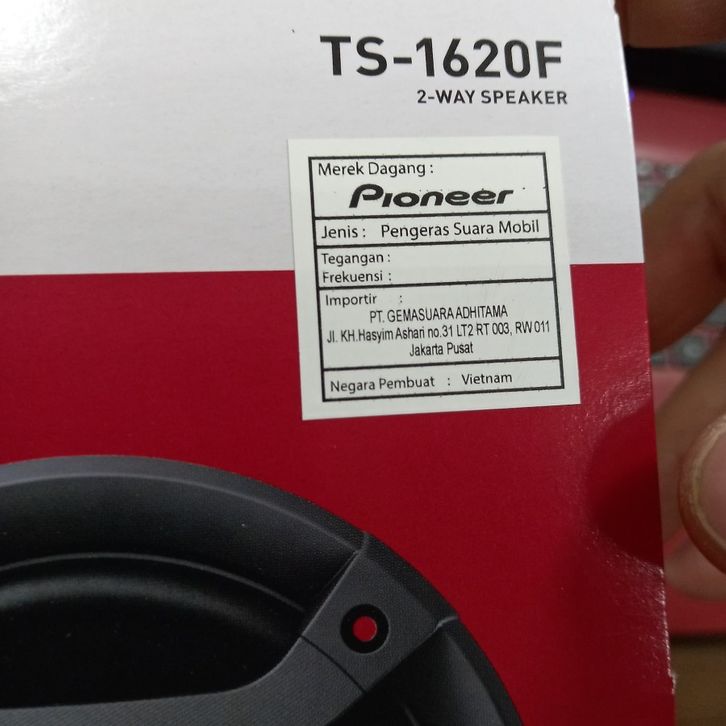 TS-1620F
2-WAY SPEAKER
Merek Dagang :
Pioneer
Jenis : Pengeras Suara Mobil
Tegangan :
Frekuensi :
Importir :
PT. GEMASUARA ADHITAMA
Jl. KH.Hasyim Ashari no.31 LT2 RT 003, RW 011
Jakarta Pusat
Negara Pembuat : Vietnam